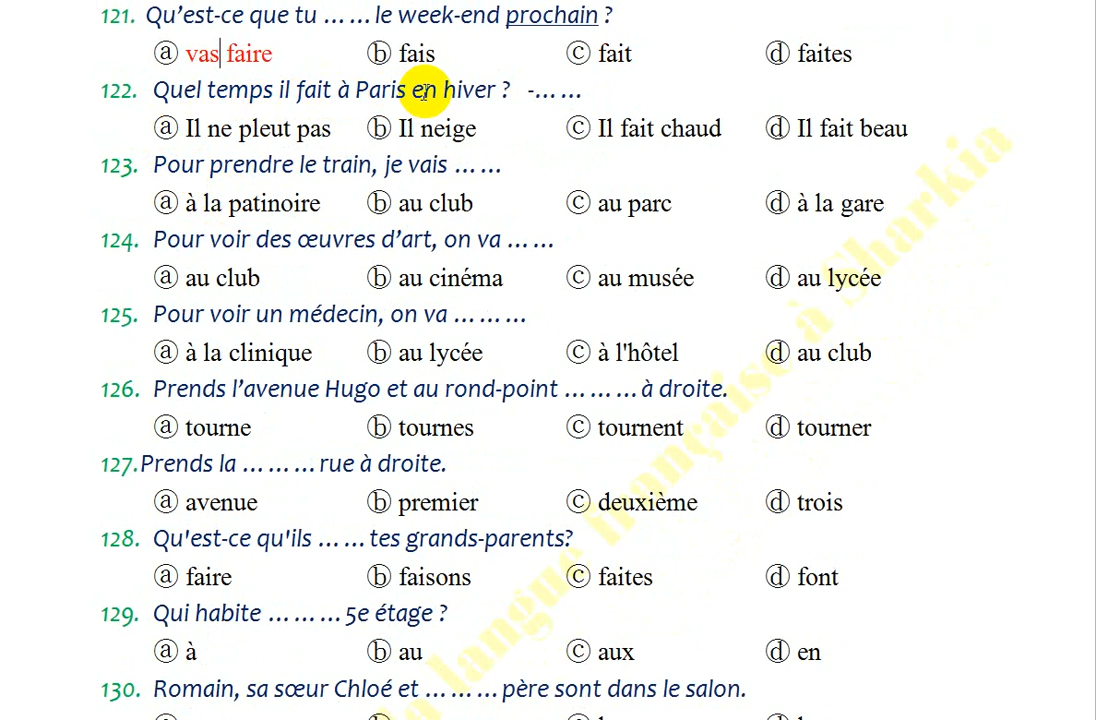 121. Qu'est-ce que tu ...... le week-end prochain ?
ⓐ vas faire ⓑ fais ⓒ fait ⓓ faites
122. Quel temps il fait à Paris en hiver ? -......
ⓐ Il ne pleut pas ⓑ Il neige ⓒ Il fait chaud ⓓ Il fait beau
123. Pour prendre le train, je vais ......
ⓐ à la patinoire ⓑ au club ⓒ au parc ⓓ à la gare
124. Pour voir des œuvres d'art, on va ......
ⓐ au club ⓑ au cinéma ⓒ au musée ⓓ au lycée
125. Pour voir un médecin, on va .........
ⓐ à la clinique ⓑ au lycée ⓒ à l'hôtel ⓓ au club
126. Prends l'avenue Hugo et au rond-point ......... à droite.
ⓐ tourne ⓑ tournes ⓒ tournent ⓓ tourner
127. Prends la ......... rue à droite.
ⓐ avenue ⓑ premier ⓒ deuxième ⓓ trois
128. Qu'est-ce qu'ils ...... tes grands-parents?
ⓐ faire ⓑ faisons ⓒ faites ⓓ font
129. Qui habite ......... 5e étage ?
ⓐ à ⓑ au ⓒ aux ⓓ en
130. Romain, sa sœur Chloé et ......... père sont dans le salon.
la langue française à Sharkia